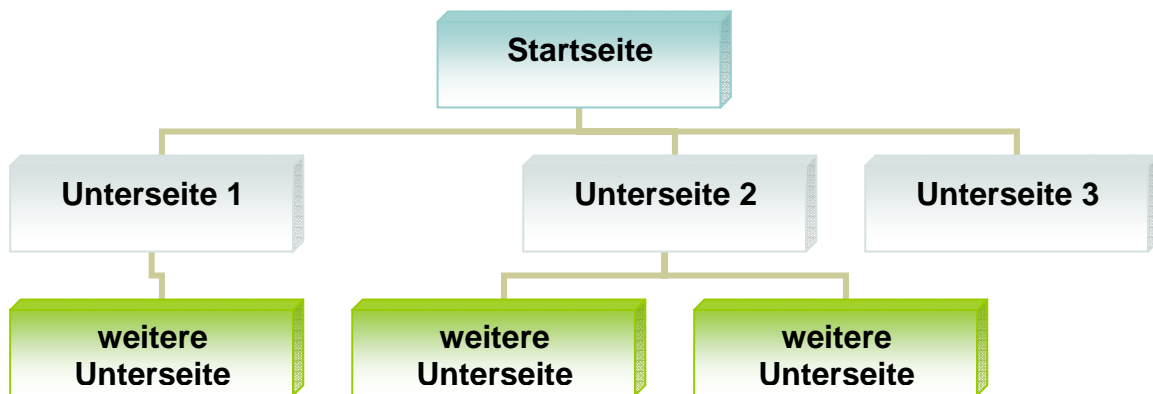 Startseite
Unterseite 1
Unterseite 2
Unterseite 3
weitere
Unterseite
weitere
Unterseite
weitere
Unterseite